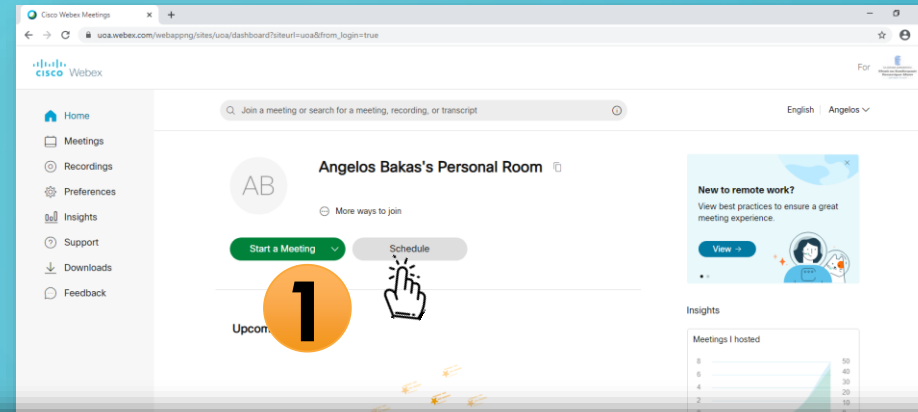 Cisco Webex Meetings
uoa.webex.com/webappng/sites/uoa/dashboard?siteurl=uoa&from_login=true
cisco Webex
For
Home
Meetings
Recordings
Preferences
Insights
Support
Downloads
Feedback
Join a meeting or search for a meeting, recording, or transcript
English
Angelos
AB
Angelos Bakas's Personal Room
More ways to join
Start a Meeting
Schedule
1
Upcom
New to remote work?
View best practices to ensure a great
meeting experience.
View →
Insights
Meetings I hosted
8 50
6 40
4 30
2 20
10